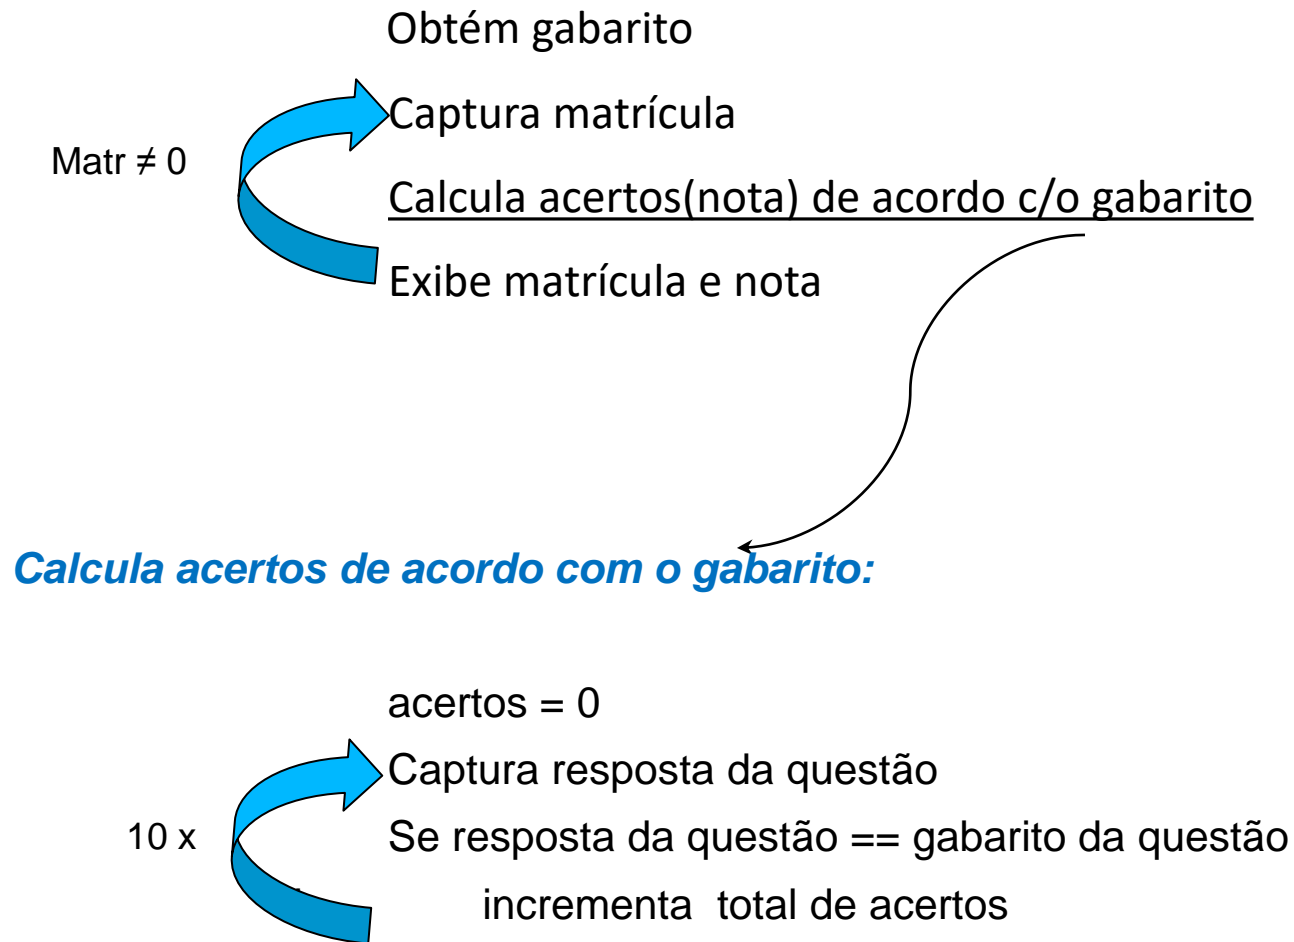 Obtém gabarito
Captura matrícula
Matr ≠ 0
Calcula acertos(nota) de acordo c/o gabarito
Exibe matrícula e nota
Calcula acertos de acordo com o gabarito:
acertos = 0
Captura resposta da questão
10 x
Se resposta da questão == gabarito da questão
incrementa total de acertos